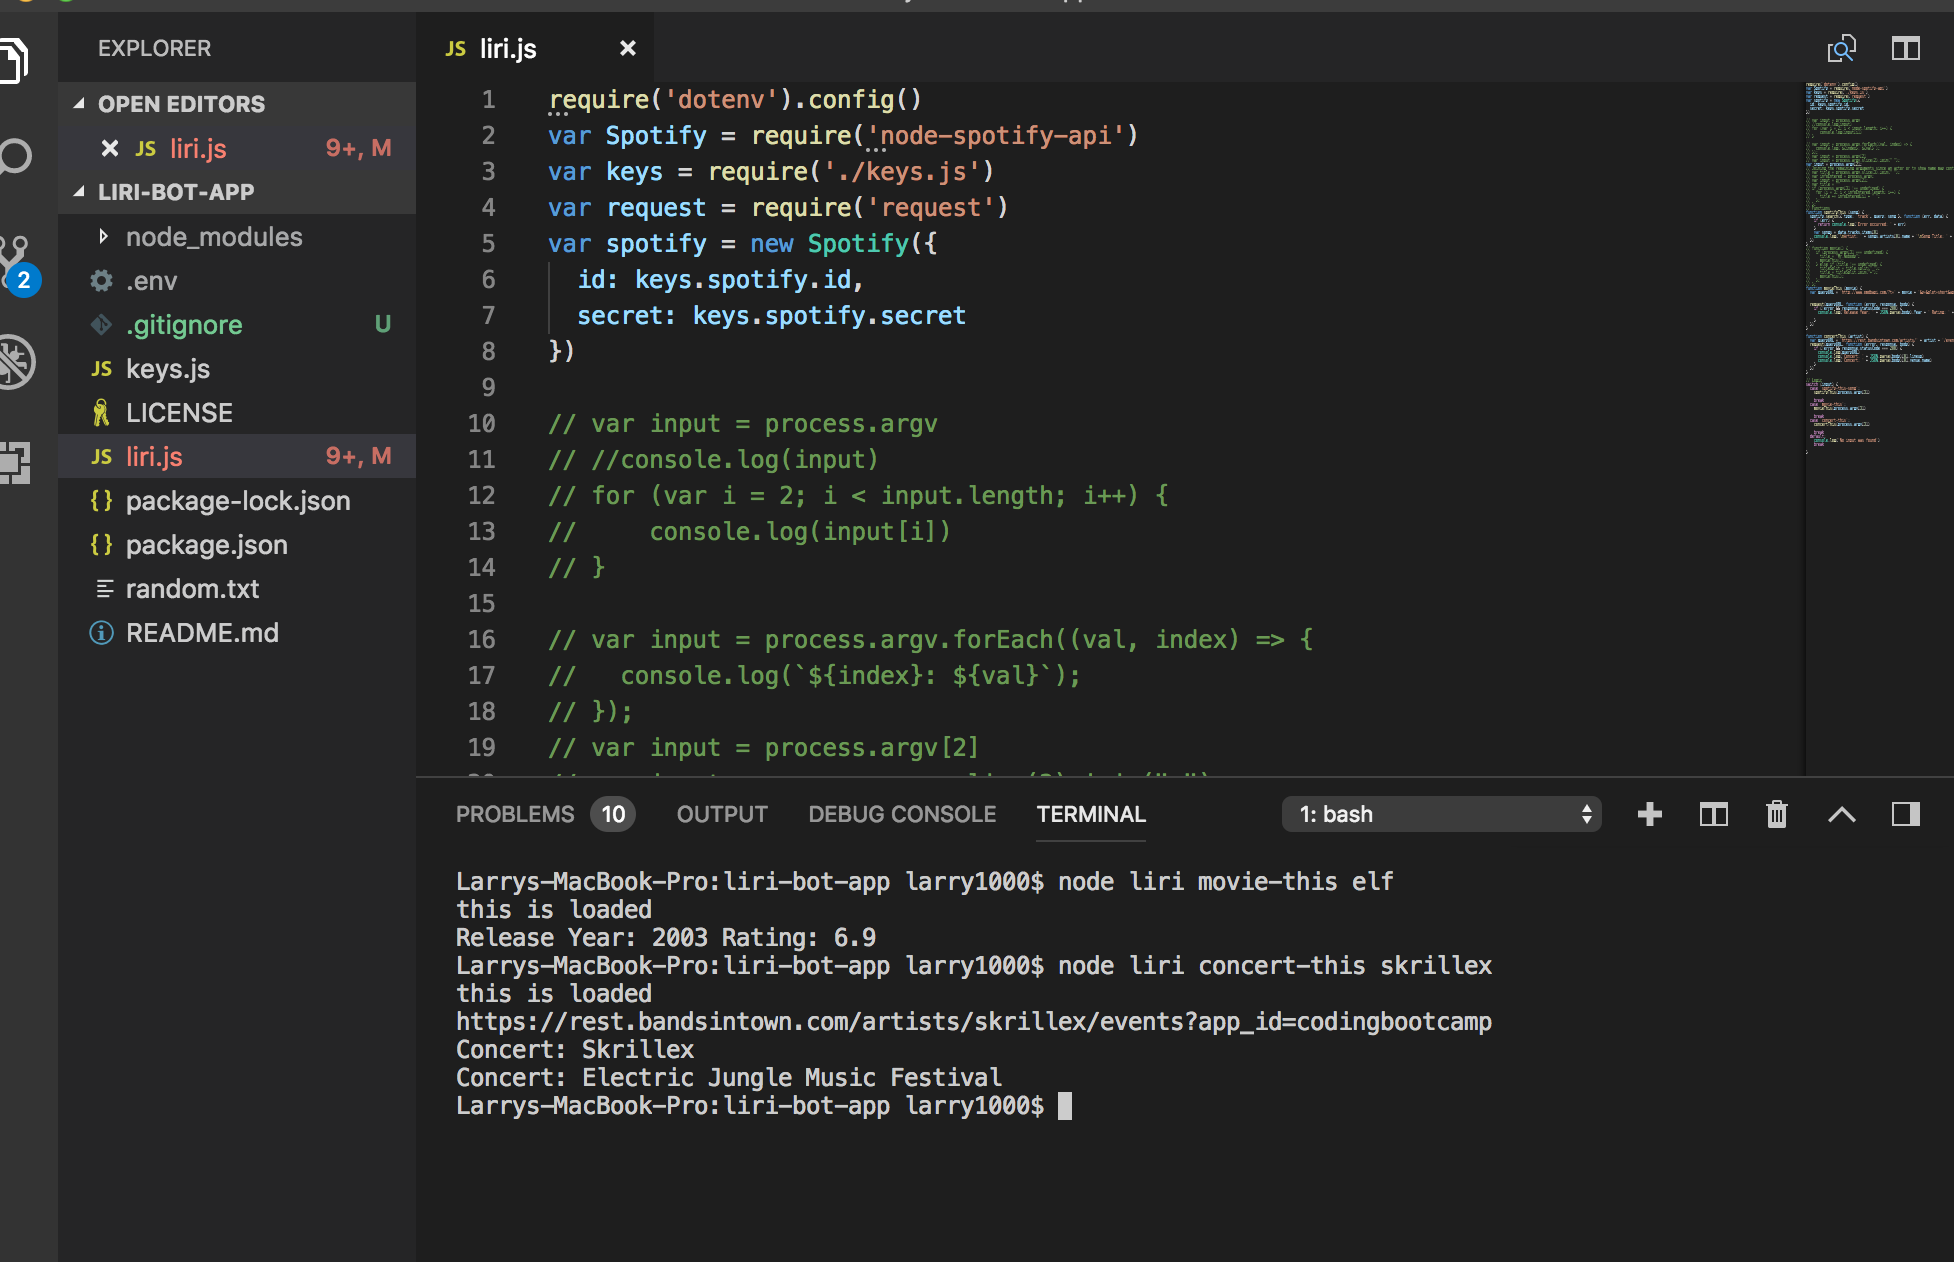 EXPLORER
OPEN EDITORS
JS liri.js 9+, M
LIRI-BOT-APP
node_modules
.env
.gitignore U
JS keys.js
LICENSE
JS liri.js 9+, M
{} package-lock.json
{} package.json
random.txt
README.md
2
JS liri.js
1 require('dotenv').config()
2 var Spotify = require('node-spotify-api')
3 var keys = require('./keys.js')
4 var request = require('request')
5 var spotify = new Spotify({
6 id: keys.spotify.id,
7 secret: keys.spotify.secret
8 })
9
10 // var input = process.argv
11 // //console.log(input)
12 // for (var i = 2; i < input.length; i++) {
13 //     console.log(input[i])
14 // }
15
16 // var input = process.argv.forEach((val, index) => {
17 //   console.log(`${index}: ${val}`);
18 // });
19 // var input = process.argv[2]
PROBLEMS 10 OUTPUT DEBUG CONSOLE TERMINAL 1: bash
Larrys-MacBook-Pro:liri-bot-app larry1000$ node liri movie-this elf
this is loaded
Release Year: 2003 Rating: 6.9
Larrys-MacBook-Pro:liri-bot-app larry1000$ node liri concert-this skrillex
this is loaded
https://rest.bandsintown.com/artists/skrillex/events?app_id=codingbootcamp
Concert: Skrillex
Concert: Electric Jungle Music Festival
Larrys-MacBook-Pro:liri-bot-app larry1000$